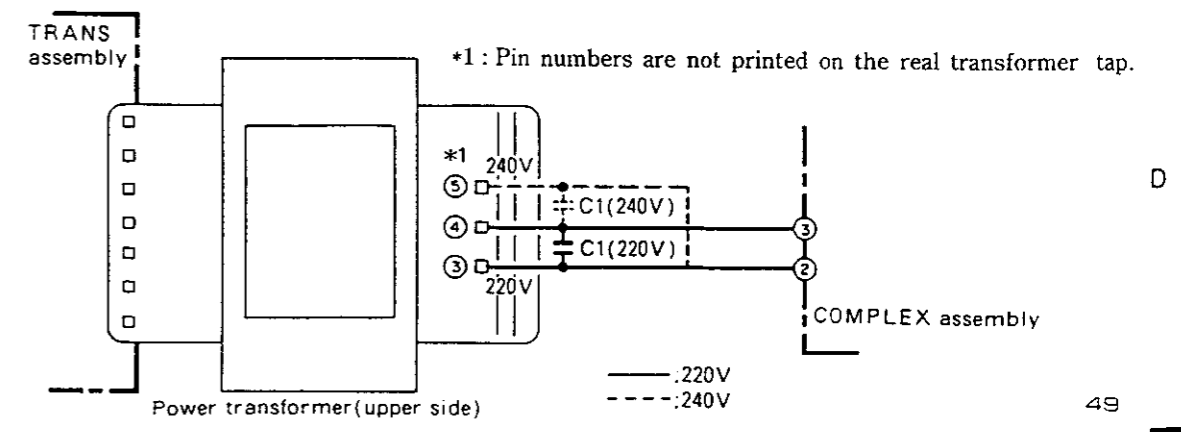 TRANS
assembly
*1 : Pin numbers are not printed on the real transformer tap.
*1
240V
⑤
C1(240V)
④
③
C1(220V)
③
220V
②
COMPLEX assembly
D
———:220V
----:240V
Power transformer(upper side)
49